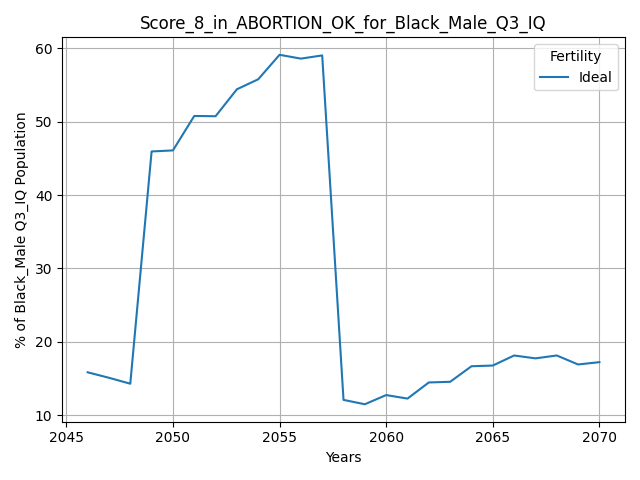 Score_8_in_ABORTION_OK_for_Black_Male_Q3_IQ
Fertility
Ideal
% of Black_Male Q3_IQ Population
60
50
40
30
20
10
2045 2050 2055 2060 2065 2070
Years